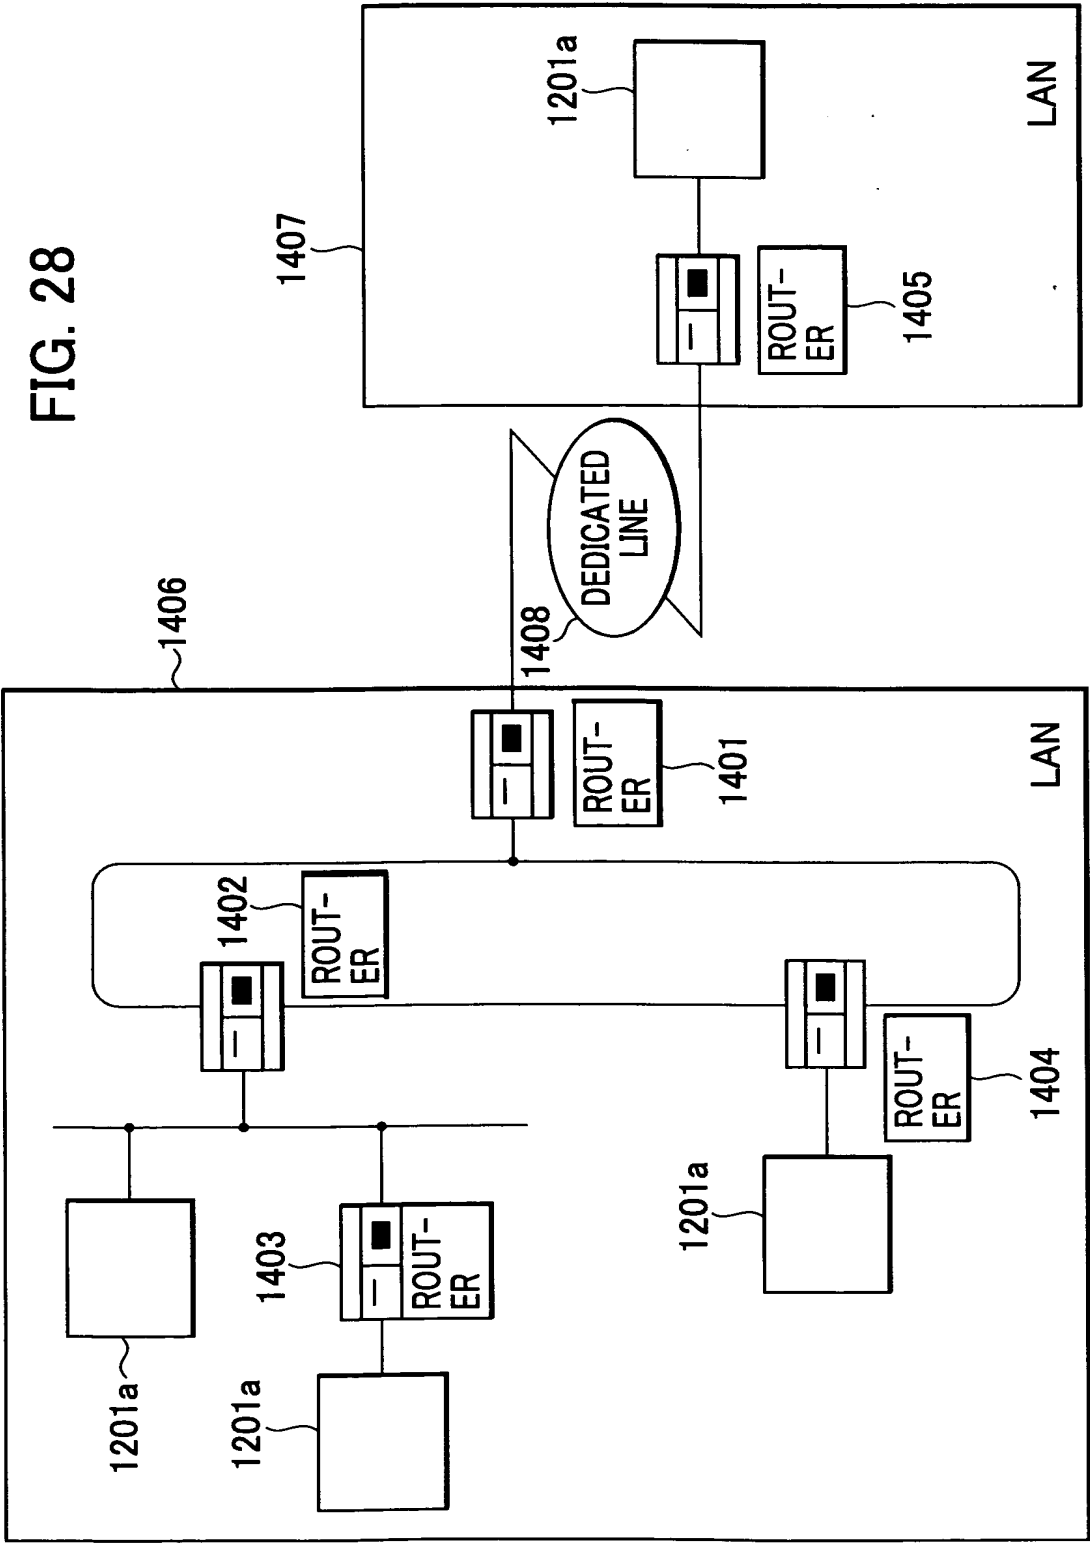 FIG. 28
1406
1407
1408
DEDICATED
LINE
1201a
1201a
1403
ROUT-
ER
1402
ROUT-
ER
ROUT-
ER
1401
1201a
ROUT-
ER
1404
LAN
1201a
ROUT-
ER
1405
LAN